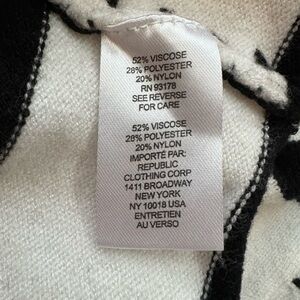 52% VISCOSE
28% POLYESTER
20% NYLON
RN 93178
SEE REVERSE
FOR CARE
52% VISCOSE
28% POLYESTER
20% NYLON
IMPORTÉ PAR:
REPUBLIC
CLOTHING CORP
1411 BROADWAY
NEW YORK
NY 10018 USA
ENTRETIEN
AU VERSO